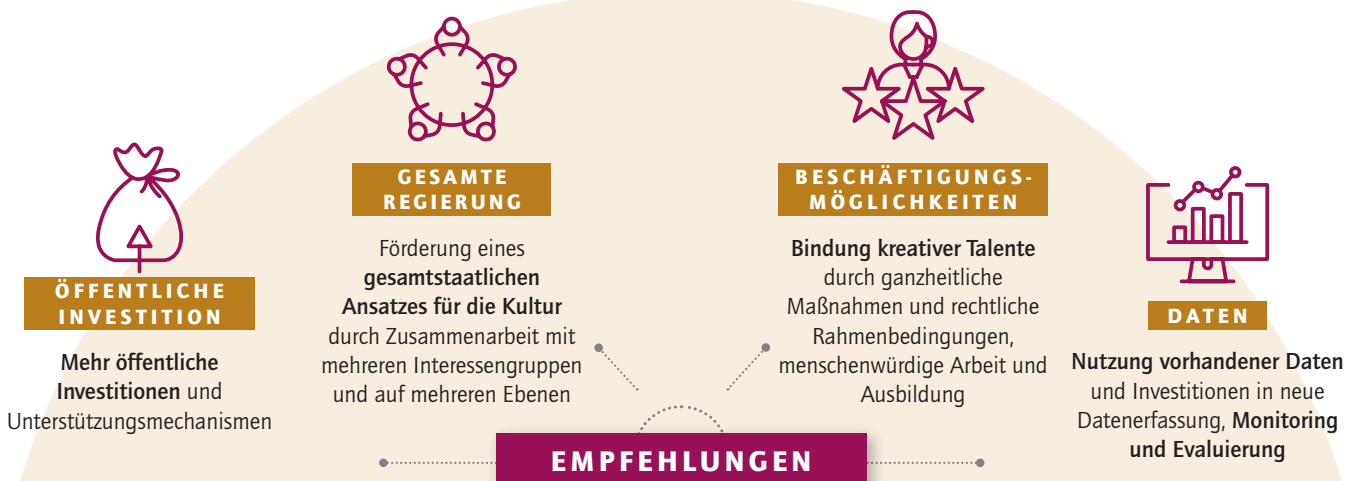 ÖFFENTLICHE
INVESTITION
Mehr öffentliche
Investitionen und
Unterstützungsmechanismen
GESAMTE
REGIERUNG
Förderung eines
gesamtstaatlichen
Ansatzes für die Kultur
durch Zusammenarbeit mit
mehreren Interessengruppen
und auf mehreren Ebenen
BESCHÄFTIGUNGS-
MÖGLICHKEITEN
Bindung kreativer Talente
durch ganzheitliche
Maßnahmen und rechtliche
Rahmenbedingungen,
menschenwürdige Arbeit und
Ausbildung
DATEN
Nutzung vorhandener Daten
und Investitionen in neue
Datenerfassung, Monitoring
und Evaluierung
EMPFEHLUNGEN